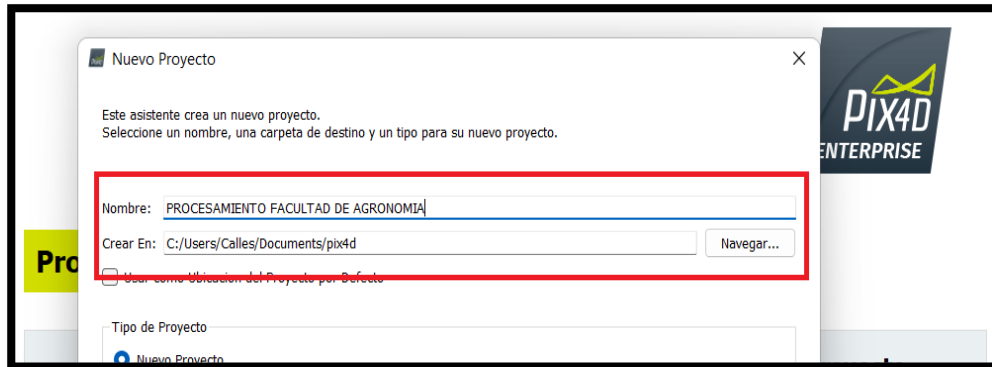 Nuevo Proyecto
Este asistente crea un nuevo proyecto.
Seleccione un nombre, una carpeta de destino y un tipo para su nuevo proyecto.
PIX4D
ENTERPRISE
Nombre: PROCESAMIENTO FACULTAD DE AGRONOMIA
Crear En: C:/Users/Calles/Documents/pix4d Navegar...
Pro
Usar como Ubicación del Proyecto por Defecto
Tipo de Proyecto
Nuevo Proyecto